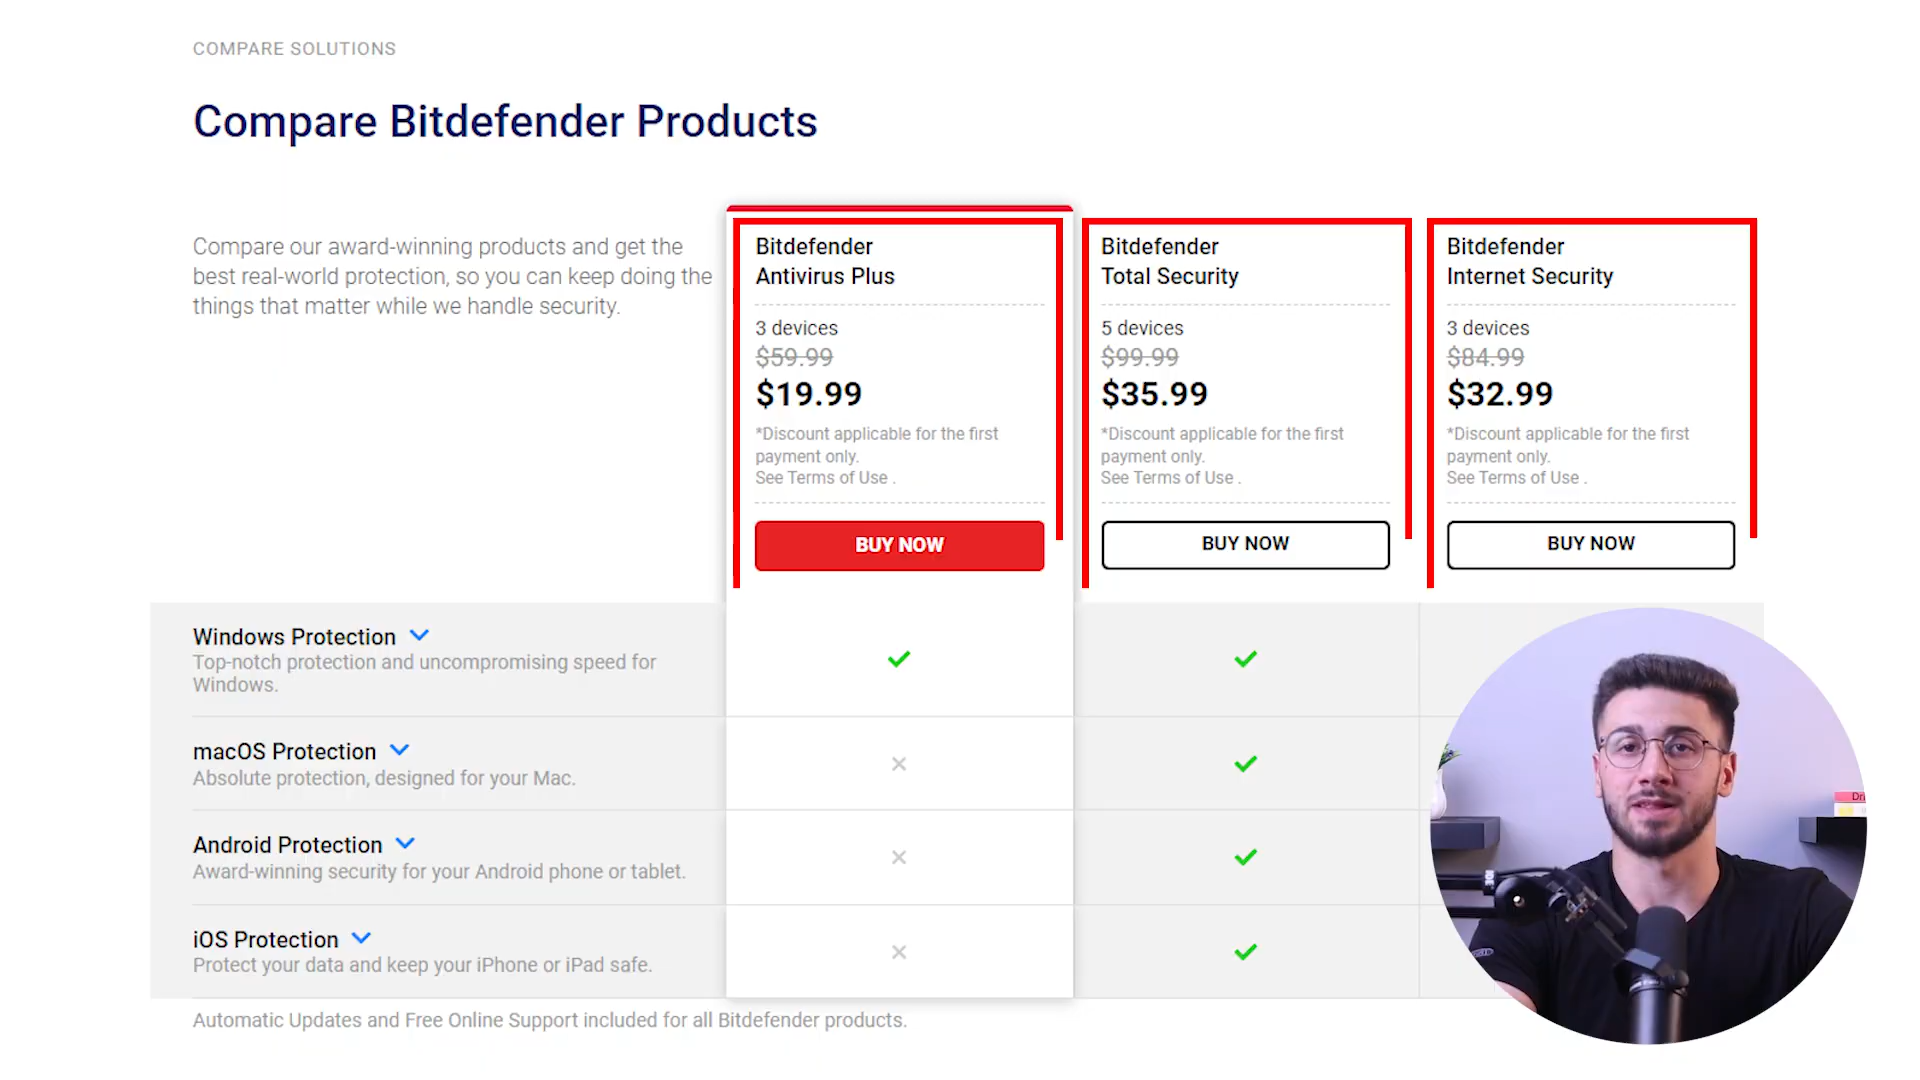 COMPARE SOLUTIONS
Compare Bitdefender Products
Compare our award-winning products and get the
best real-world protection, so you can keep doing the
things that matter while we handle security.
Bitdefender
Antivirus Plus
3 devices
$59.99
$19.99
*Discount applicable for the first
payment only.
See Terms of Use .
BUY NOW
Bitdefender
Total Security
5 devices
$99.99
$35.99
*Discount applicable for the first
payment only.
See Terms of Use .
BUY NOW
Bitdefender
Internet Security
3 devices
$84.99
$32.99
*Discount applicable for the first
payment only.
See Terms of Use .
BUY NOW
Windows Protection
Top-notch protection and uncompromising speed for
Windows.
macOS Protection
Absolute protection, designed for your Mac.
Android Protection
Award-winning security for your Android phone or tablet.
iOS Protection
Protect your data and keep your iPhone or iPad safe.
Automatic Updates and Free Online Support included for all Bitdefender products.